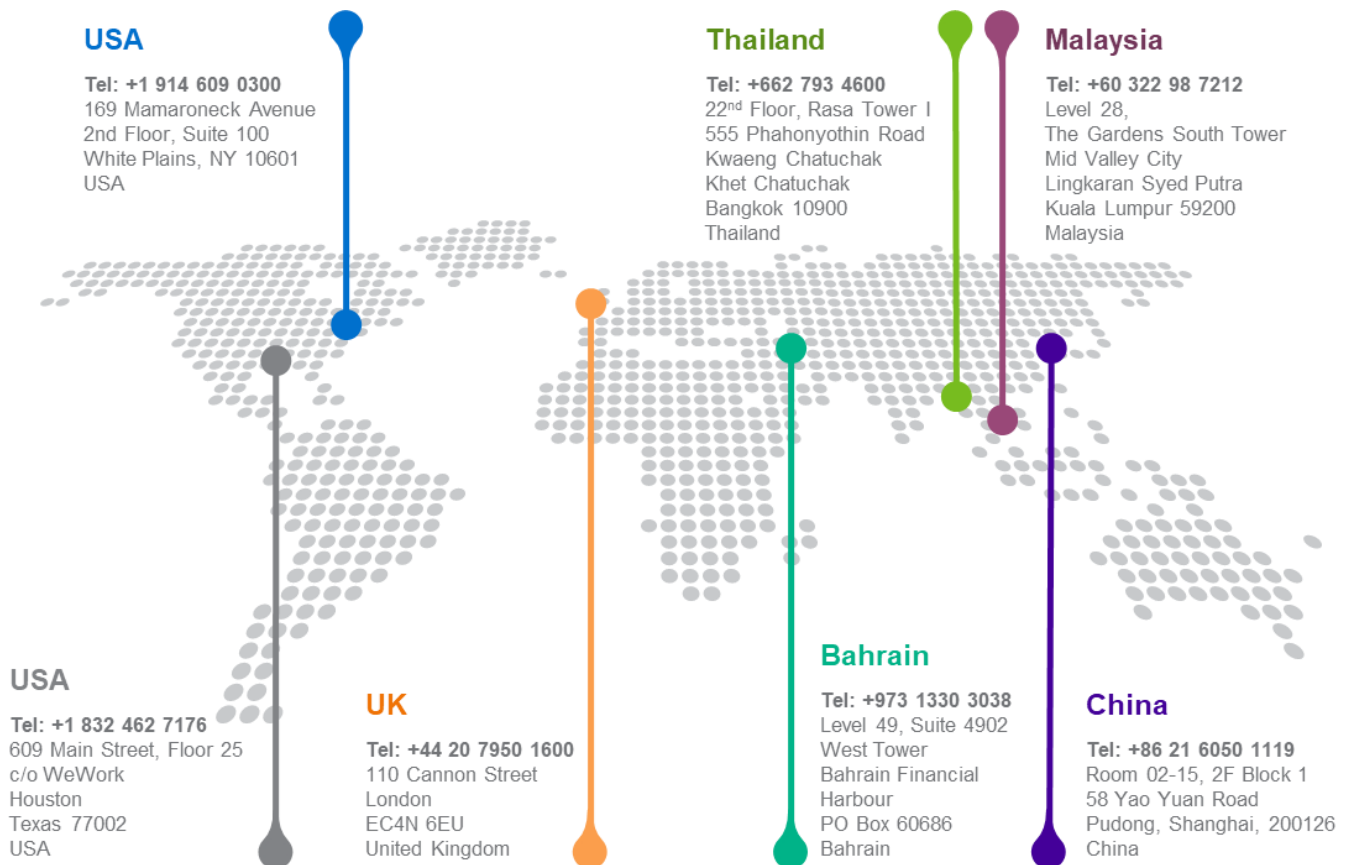 USA
Tel: +1 914 609 0300
169 Mamaroneck Avenue
2nd Floor, Suite 100
White Plains, NY 10601
USA
Thailand
Tel: +662 793 4600
22nd Floor, Rasa Tower I
555 Phahonyothin Road
Kwaeng Chatuchak
Khet Chatuchak
Bangkok 10900
Thailand
Malaysia
Tel: +60 322 98 7212
Level 28,
The Gardens South Tower
Mid Valley City
Lingkaran Syed Putra
Kuala Lumpur 59200
Malaysia
USA
Tel: +1 832 462 7176
609 Main Street, Floor 25
c/o WeWork
Houston
Texas 77002
USA
UK
Tel: +44 20 7950 1600
110 Cannon Street
London
EC4N 6EU
United Kingdom
Bahrain
Tel: +973 1330 3038
Level 49, Suite 4902
West Tower
Bahrain Financial
Harbour
PO Box 60686
Bahrain
China
Tel: +86 21 6050 1119
Room 02-15, 2F Block 1
58 Yao Yuan Road
Pudong, Shanghai, 200126
China